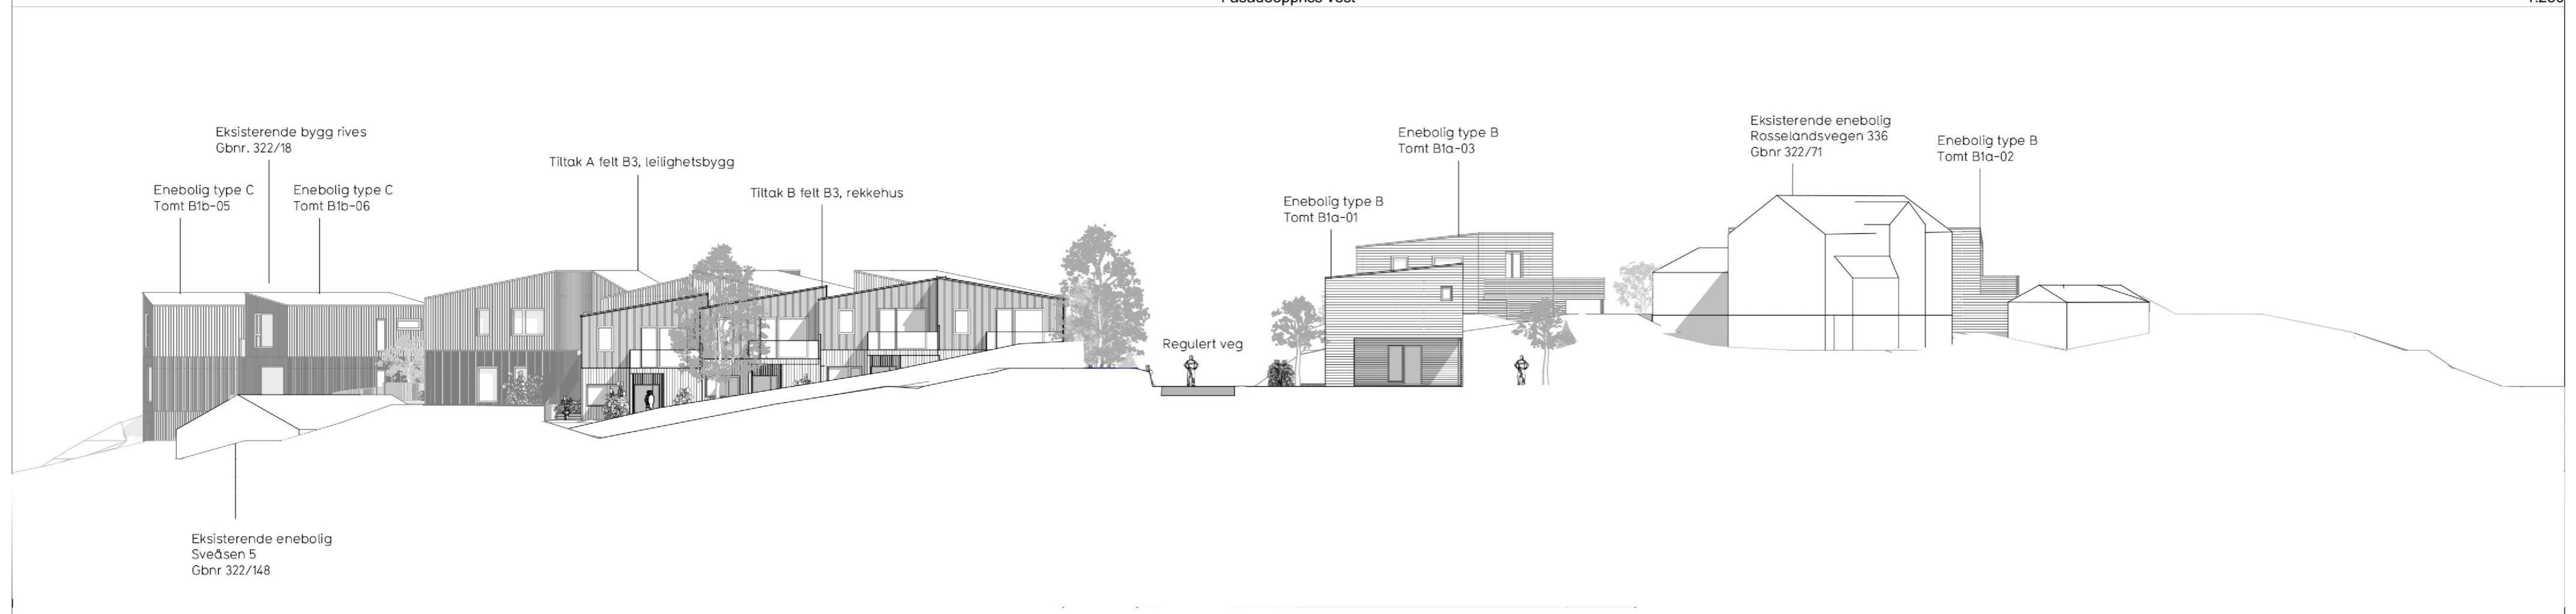 Eksisterende bygg rives
Gbnr. 322/18
Enebolig type C
Tomt B1b-05
Enebolig type C
Tomt B1b-06
Tiltak A felt B3, leilighetsbygg
Tiltak B felt B3, rekkehus
Regulert veg
Enebolig type B
Tomt B1a-01
Enebolig type B
Tomt B1a-03
Eksisterende enebolig
Rosselandsvegen 336
Gbnr 322/71
Enebolig type B
Tomt B1a-02
Eksisterende enebolig
Sveåsen 5
Gbnr 322/148